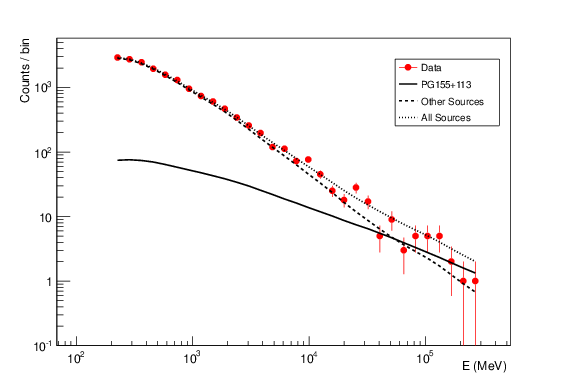 Counts / bin
10³
10²
10
1
10⁻¹
Data
PG155+113
Other Sources
All Sources
10²
10³
10⁴
10⁵
E (MeV)